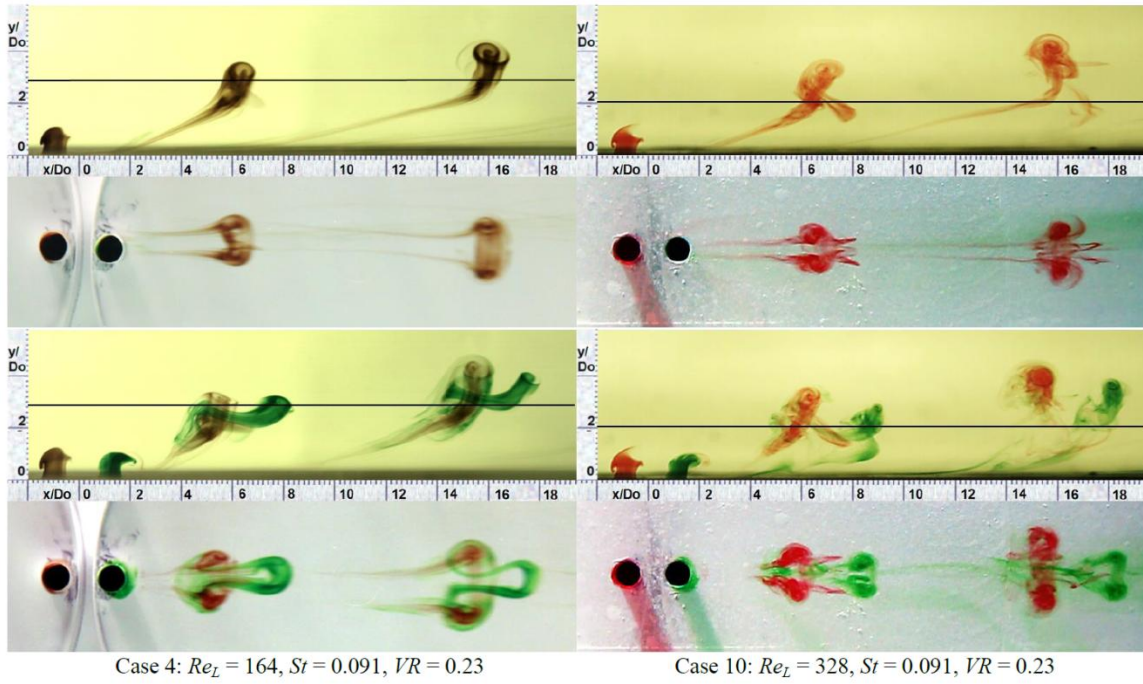 y/ Do
2
0
x/Do 0 2 4 6 8 10 12 14 16 18
y/ Do
2
0
x/Do 0 2 4 6 8 10 12 14 16 18
y/ Do
2
0
x/Do 0 2 4 6 8 10 12 14 16 18
y/ Do
2
0
x/Do 0 2 4 6 8 10 12 14 16 18
Case 4: Re_L = 164, St = 0.091, VR = 0.23
Case 10: Re_L = 328, St = 0.091, VR = 0.23